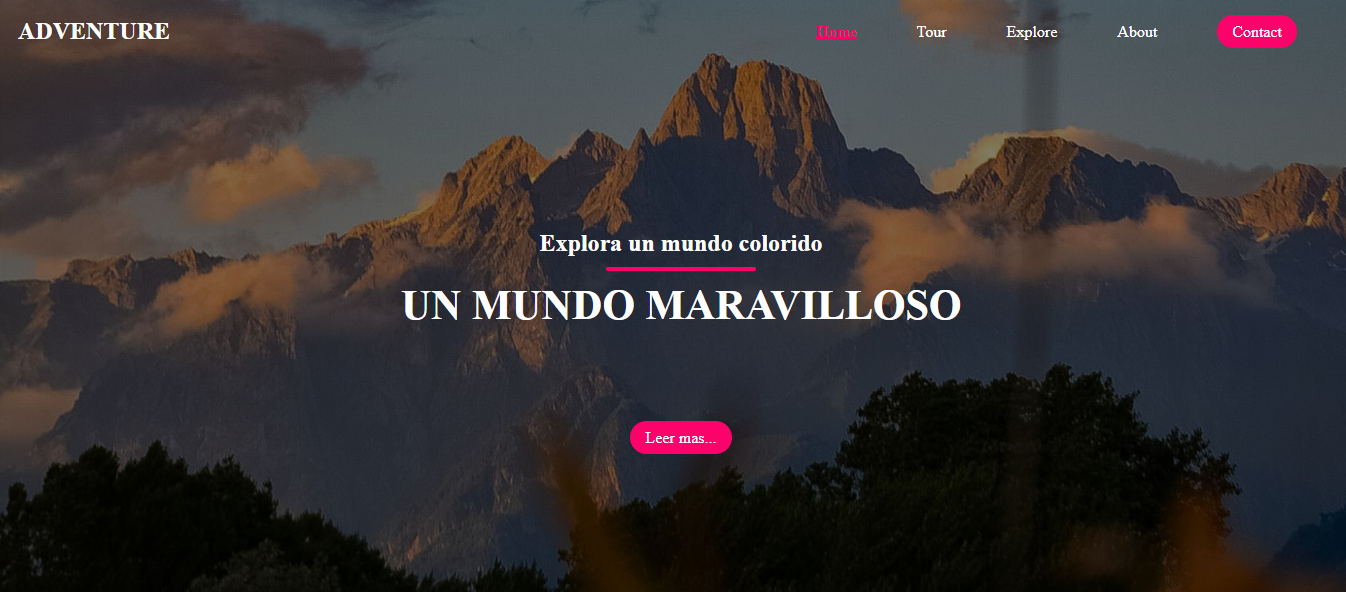 ADVENTURE
Home Tour Explore About Contact
Explora un mundo colorido
UN MUNDO MARAVILLOSO
Leer mas...